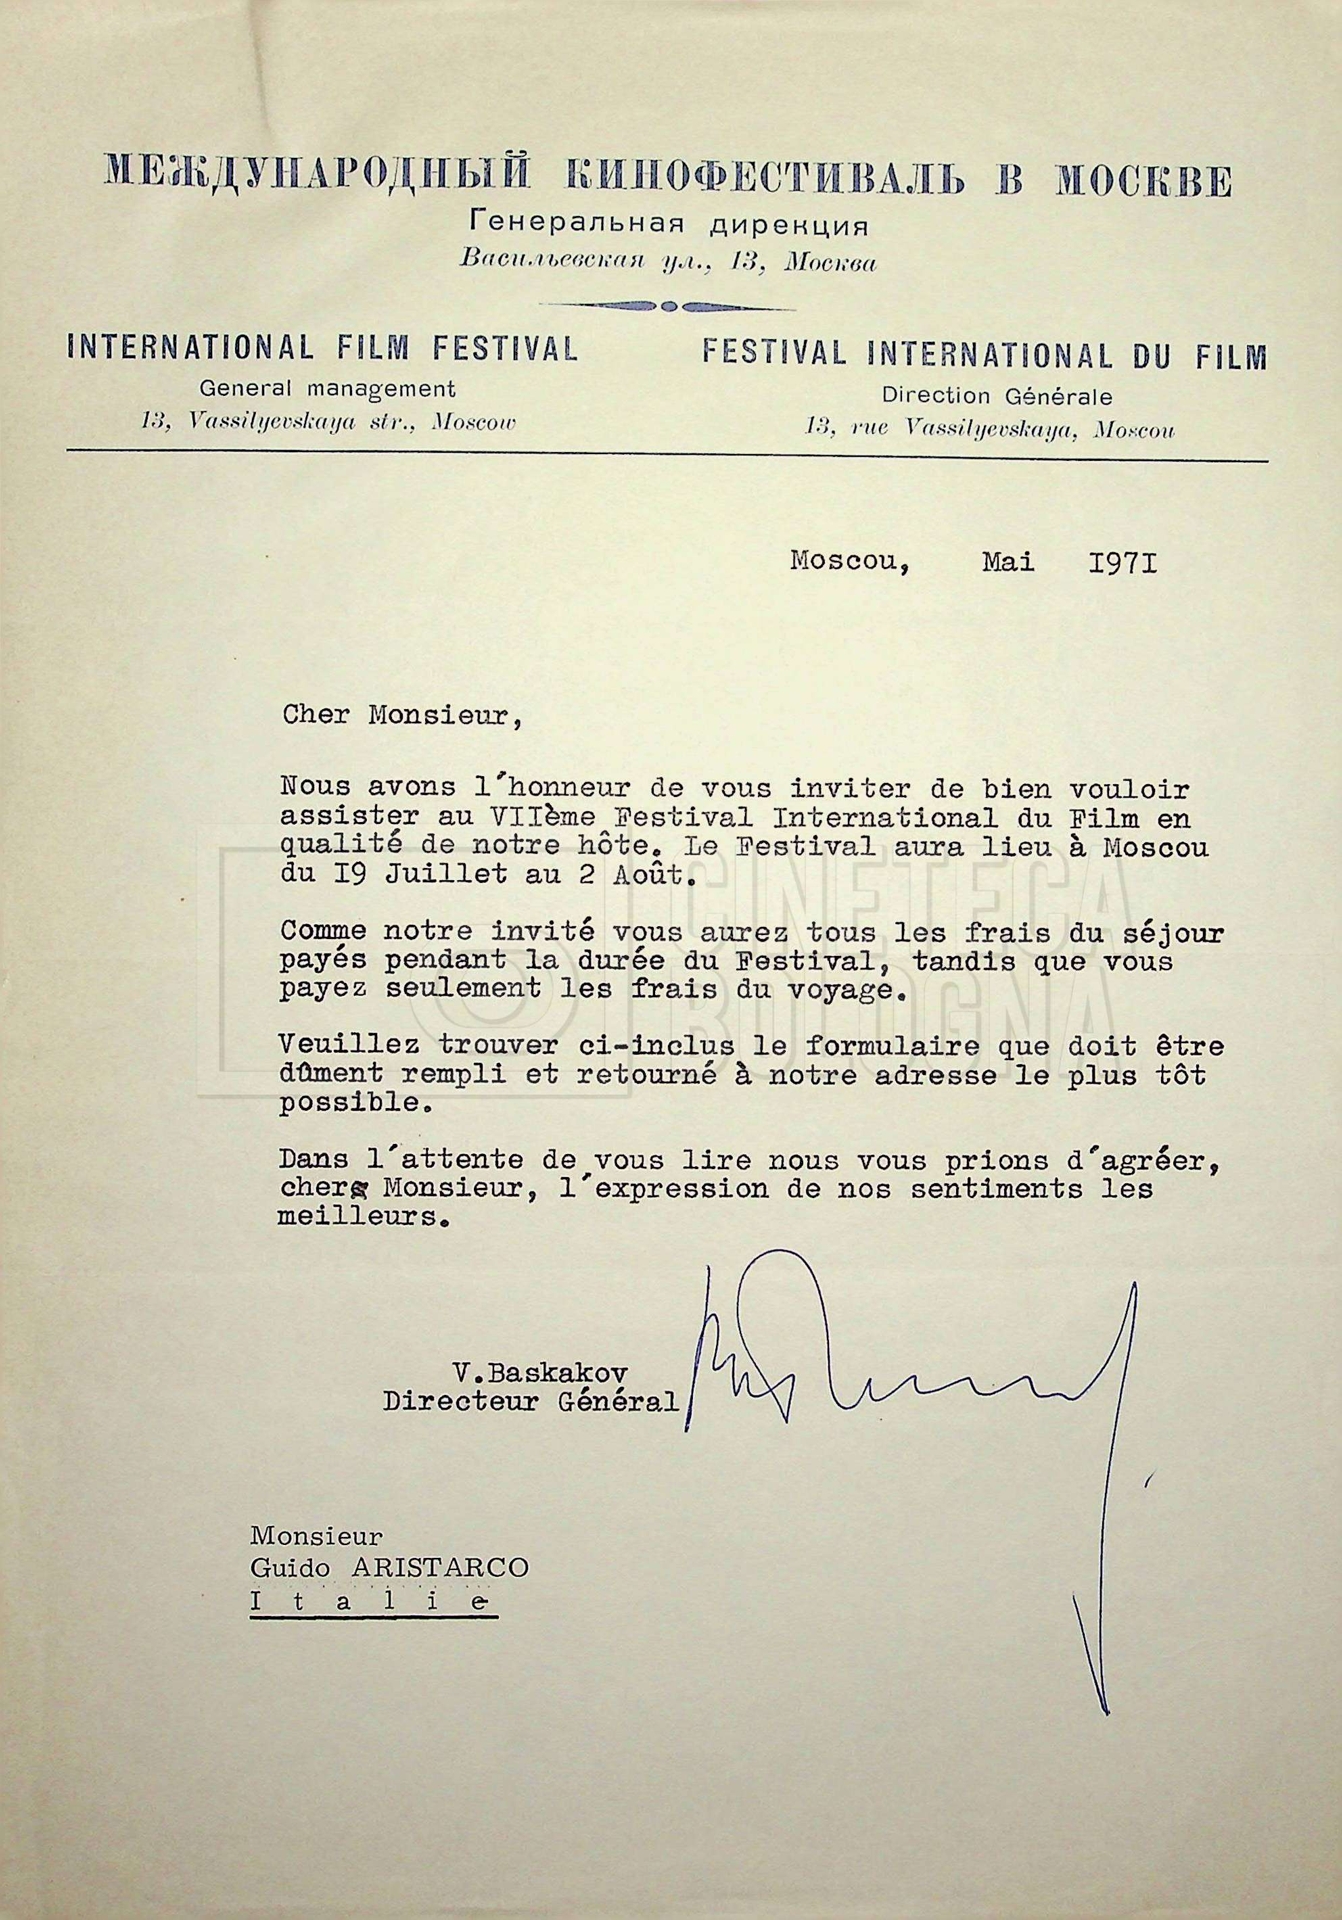 МЕЖДУНАРОДНЫЙ КИНОФЕСТИВАЛЬ В МОСКВЕ
Генеральная дирекция
Васильевская ул., 13, Москва
INTERNATIONAL FILM FESTIVAL
General management
13, Vassilyevskaya str., Moscow
FESTIVAL INTERNATIONAL DU FILM
Direction Générale
13, rue Vassilyevskaya, Moscou
Moscou, Mai I97I
Cher Monsieur,
Nous avons l'honneur de vous inviter de bien vouloir
assister au VIIème Festival International du Film en
qualité de notre hôte. Le Festival aura lieu à Moscou
du I9 Juillet au 2 Août.
Comme notre invité vous aurez tous les frais du séjour
payés pendant la durée du Festival, tandis que vous
payez seulement les frais du voyage.
Veuillez trouver ci-inclus le formulaire que doit être
dûment rempli et retourné à notre adresse le plus tôt
possible.
Dans l'attente de vous lire nous vous prions d'agréer,
cher Monsieur, l'expression de nos sentiments les
meilleurs.
V.Baskakov
Directeur Général
Monsieur
Guido ARISTARCO
I t a l i e
CINETECA
BOLOGNA